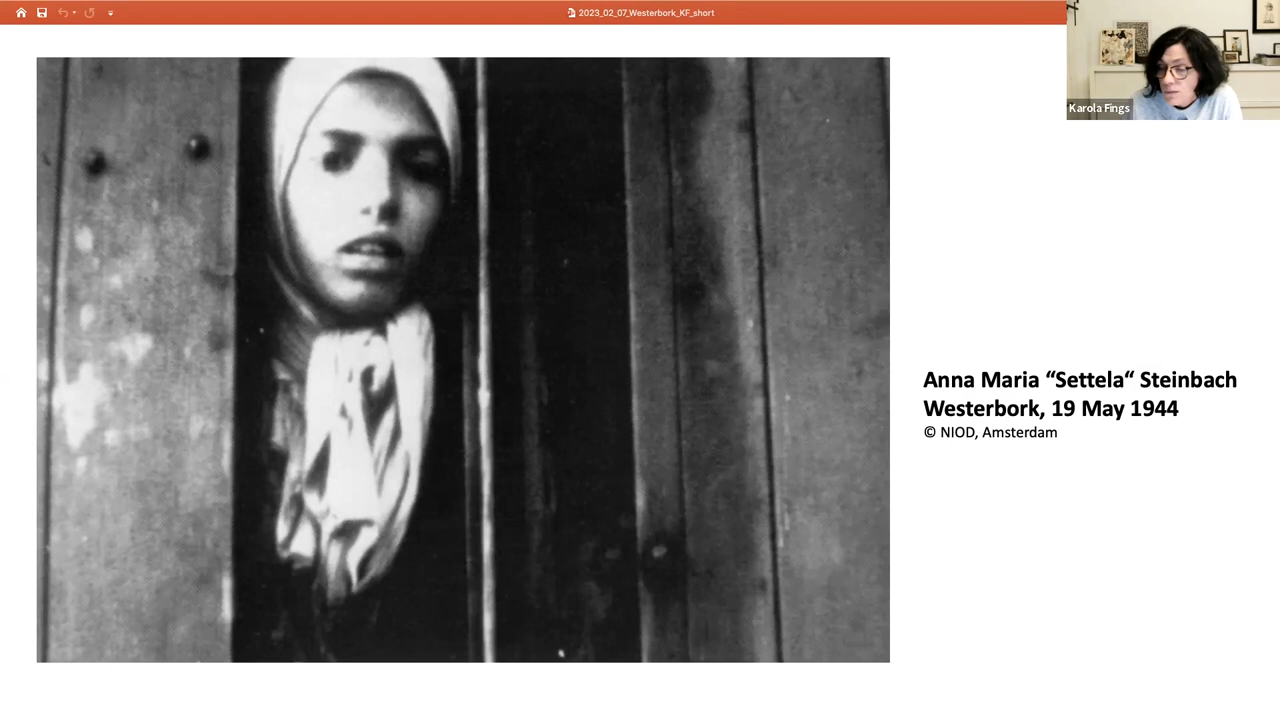 2023_02_07_Westerbork_KF_short
Karola Fings
Anna Maria “Settela“ Steinbach
Westerbork, 19 May 1944
© NIOD, Amsterdam